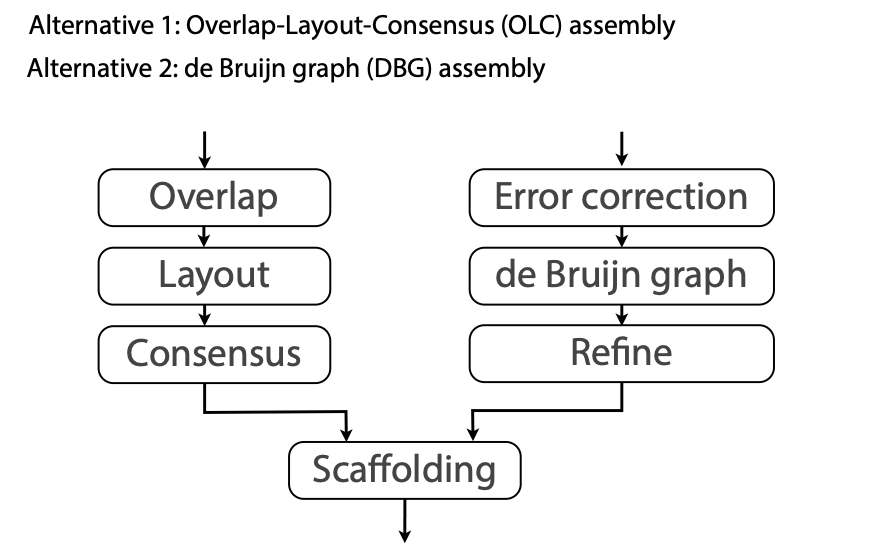 Alternative 1: Overlap-Layout-Consensus (OLC) assembly
Alternative 2: de Bruijn graph (DBG) assembly
Overlap
Layout
Consensus
Error correction
de Bruijn graph
Refine
Scaffolding